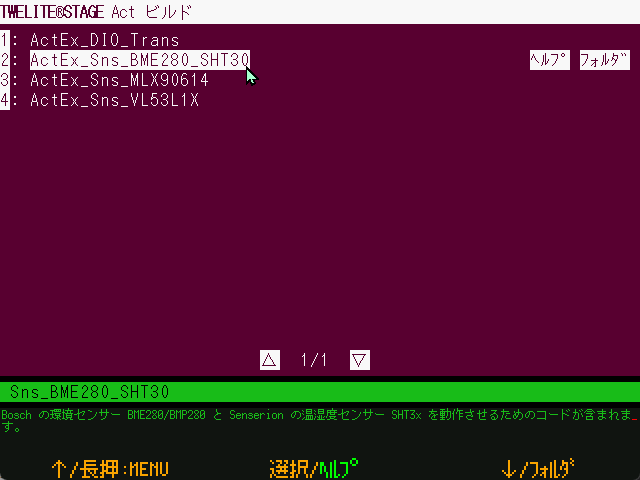 TWELITE®STAGE Act ビルド
1: ActEx_DIO_Trans
2: ActEx_Sns_BME280_SHT30 ﾍﾙﾌﾟ ﾌｫﾙﾀﾞ
3: ActEx_Sns_MLX90614
4: ActEx_Sns_VL53L1X
△ 1/1 ▽
Sns_BME280_SHT30
Bosch の環境センサー BME280/BMP280 と Senserion の温湿度センサー SHT3x を動作させるためのコードが含まれま
す。
↑/長押:MENU 選択/ﾍﾙﾌﾟ ↓/ﾌｫﾙﾀﾞ